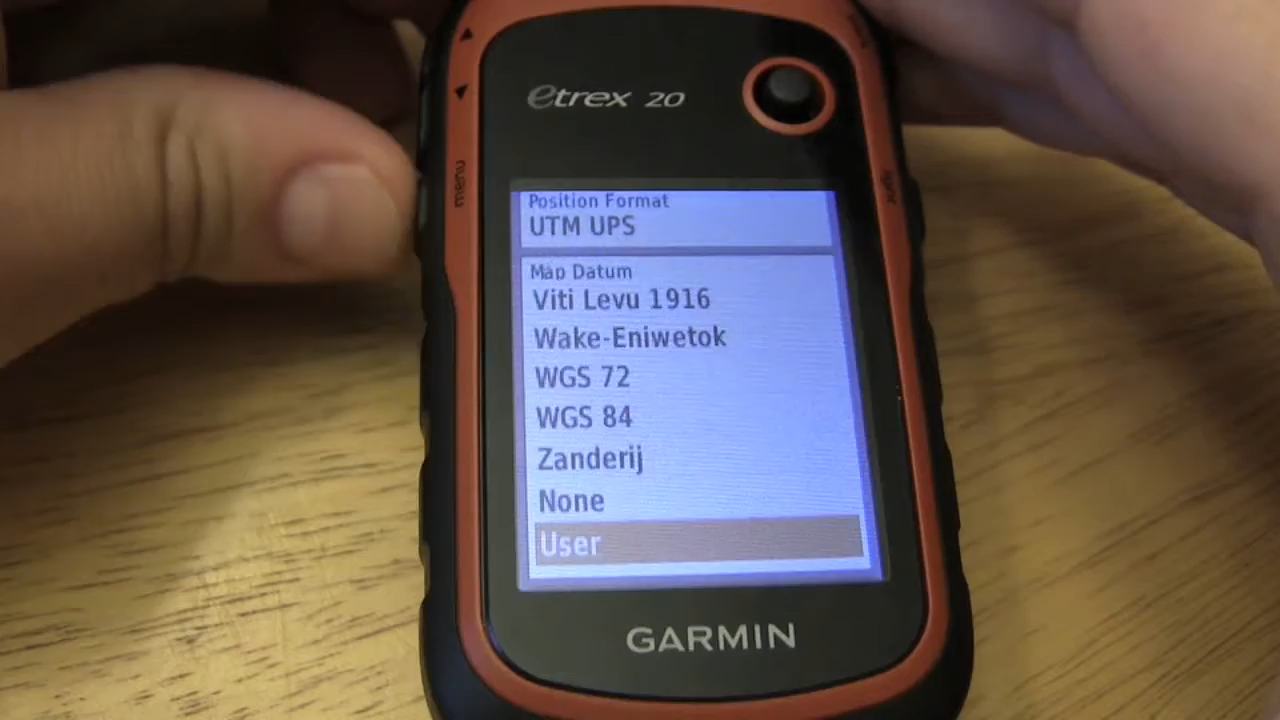 etrex 20
menu
Position Format
UTM UPS
Map Datum
Viti Levu 1916
Wake-Eniwetok
WGS 72
WGS 84
Zanderij
None
User
GARMIN